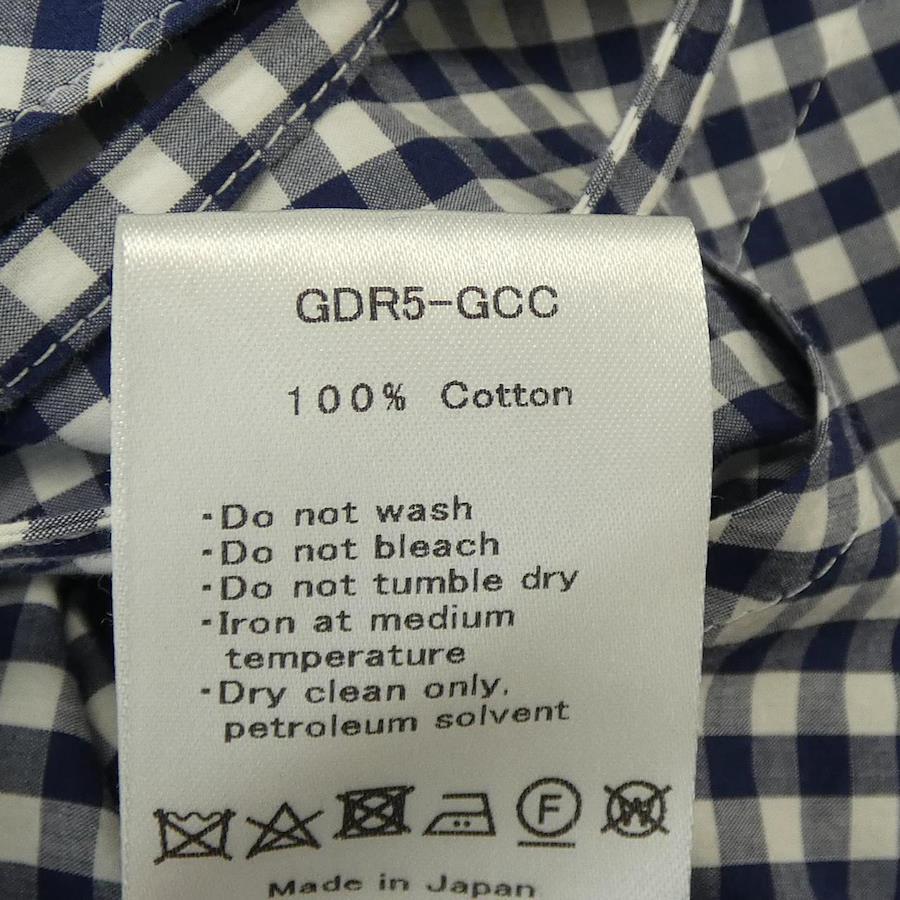 GDR5-GCC
100% Cotton
·Do not wash
·Do not bleach
·Do not tumble dry
·Iron at medium
temperature
·Dry clean only.
petroleum solvent
F W
Made in Japan